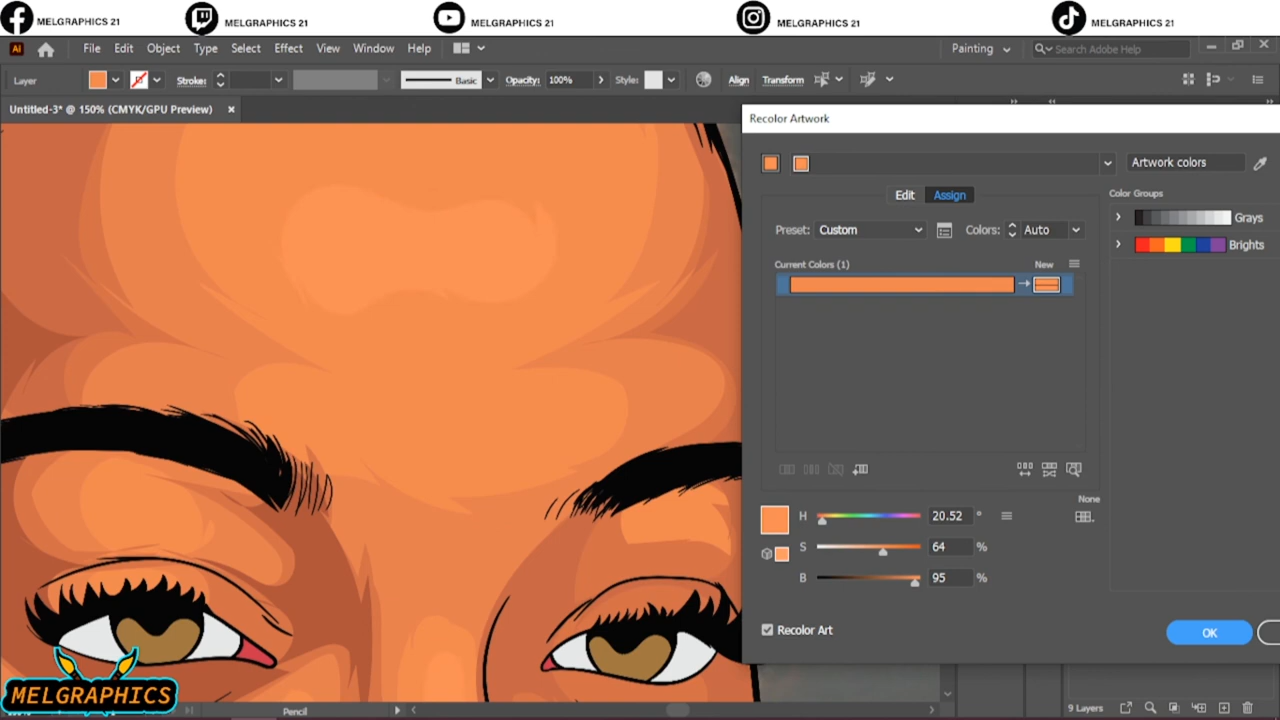 MELGRAPHICS 21
MELGRAPHICS 21
MELGRAPHICS 21
MELGRAPHICS 21
MELGRAPHICS 21
Ai File Edit Object Type Select Effect View Window Help Painting Search Adobe Help
Layer Stroke: Basic Opacity: 100% Style: Align Transform
Untitled-3* @ 150% (CMYK/GPU Preview) ×
Recolor Artwork
Artwork colors
Edit Assign
Color Groups
Preset: Custom Colors: Auto
Grays
Brights
Current Colors (1) New
None
H 20.52 °
S 64 %
B 95 %
Recolor Art
OK
MELGRAPHICS
Pencil
9 Layers